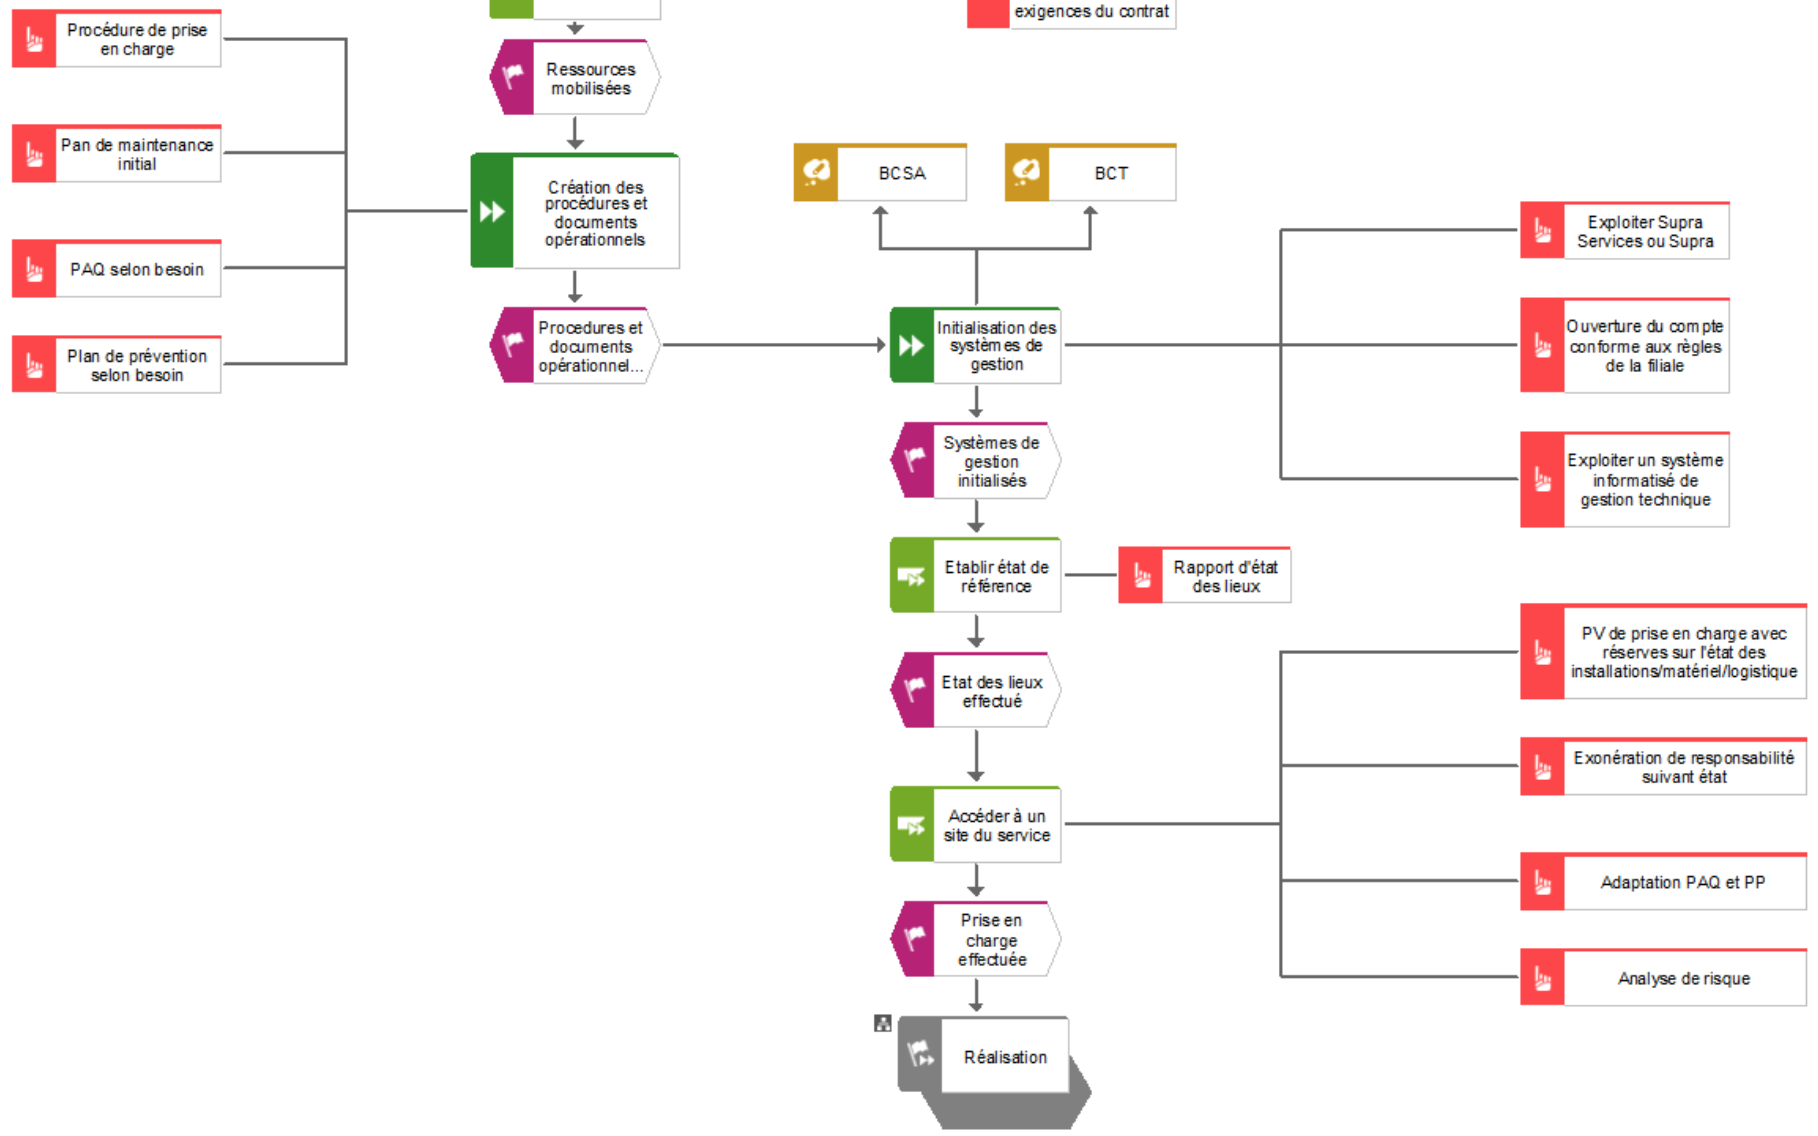 exigences du contrat
Procédure de prise
en charge
Ressources
mobilisées
Pan de maintenance
initial
Création des
procédures et
documents
opérationnels
BCSA
BCT
PAQ selon besoin
Exploiter Supra
Services ou Supra
Plan de prévention
selon besoin
Procedures et
documents
opérationnel...
Initialisation des
systèmes de
gestion
Ouverture du compte
conforme aux règles
de la filiale
Systèmes de
gestion
initialisés
Exploiter un système
informatisé de
gestion technique
Etablir état de
référence
Rapport d'état
des lieux
Etat des lieux
effectué
PV de prise en charge avec
réserves sur l'état des
installations/matériel/logistique
Exonération de responsabilité
suivant état
Accéder à un
site du service
Adaptation PAQ et PP
Prise en
charge
effectuée
Analyse de risque
Réalisation